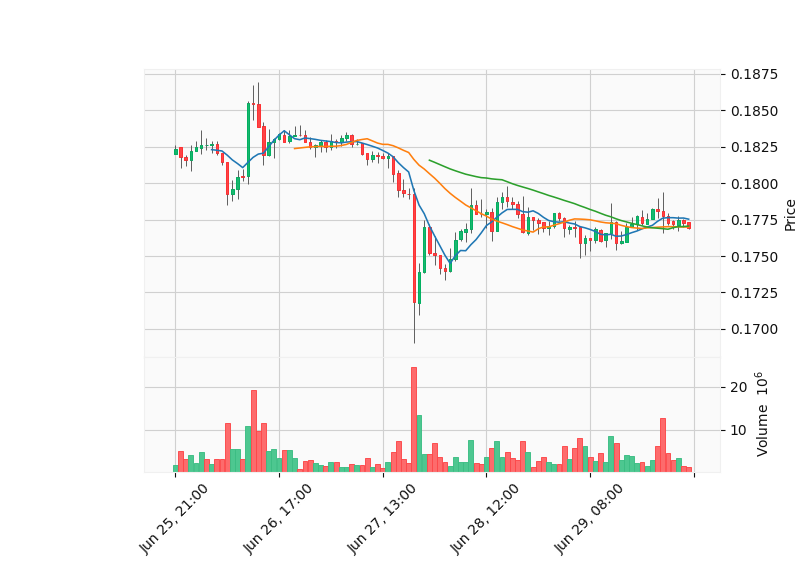 0.1875
0.1850
0.1825
0.1800
0.1775
0.1750
0.1725
0.1700
Price
20
10
Volume 10^6
Jun 25, 21:00
Jun 26, 17:00
Jun 27, 13:00
Jun 28, 12:00
Jun 29, 08:00